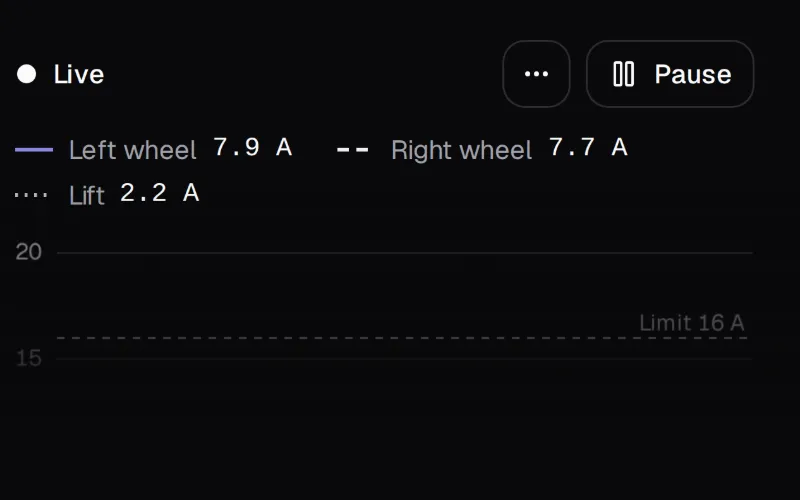 Live
Pause
Left wheel 7.9 A Right wheel 7.7 A
Lift 2.2 A
20
Limit 16 A
15